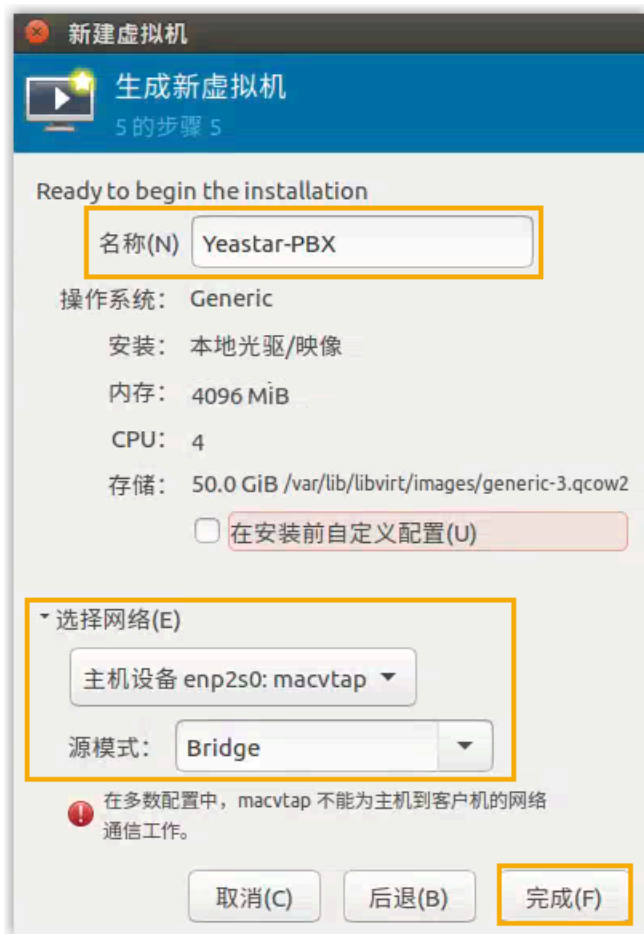 新建虚拟机
生成新虚拟机
5 的步骤 5
Ready to begin the installation
名称(N) Yeastar-PBX
操作系统： Generic
安装： 本地光驱/映像
内存： 4096 MiB
CPU： 4
存储： 50.0 GiB /var/lib/libvirt/images/generic-3.qcow2
在安装前自定义配置(U)
选择网络(E)
主机设备 enp2s0: macvtap
源模式： Bridge
在多数配置中，macvtap 不能为主机到客户机的网络
通信工作。
取消(C) 后退(B) 完成(F)